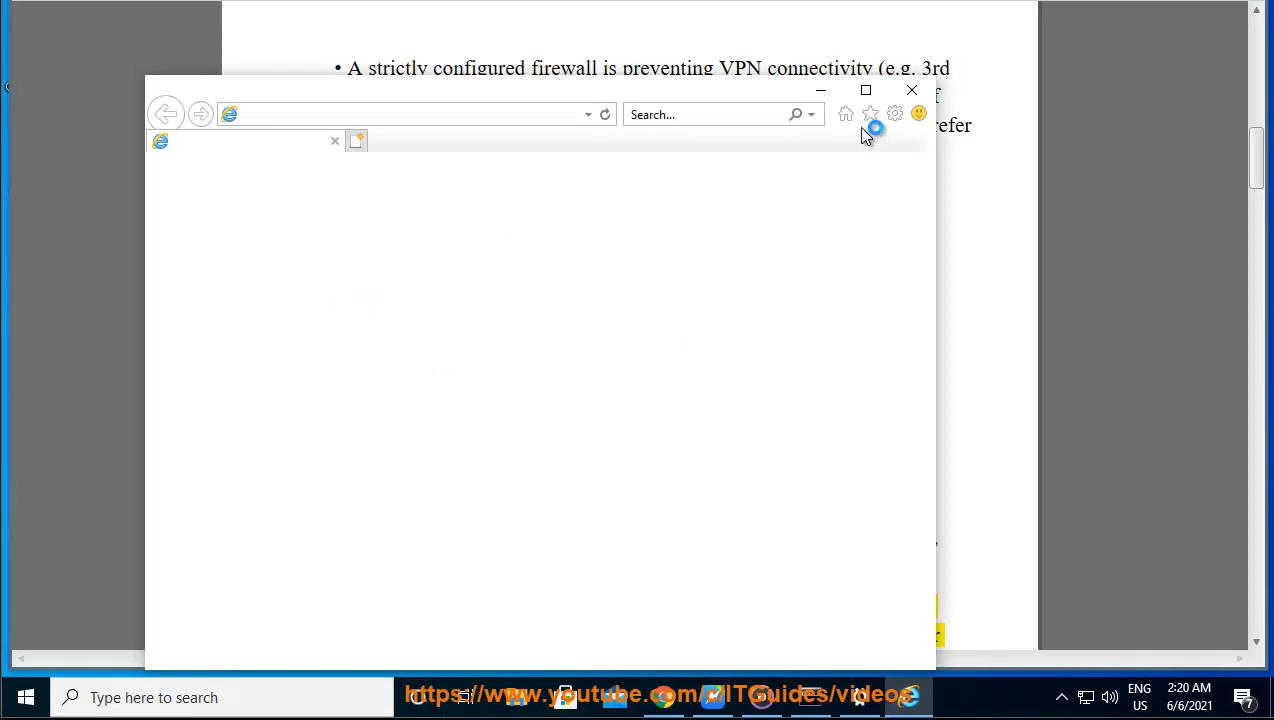 • A strictly configured firewall is preventing VPN connectivity (e.g. 3rd
f
refer
Search...
r
Type here to search
https://www.youtube.com/c/ITGuides/videos
ENG
US
2:20 AM
6/6/2021
7